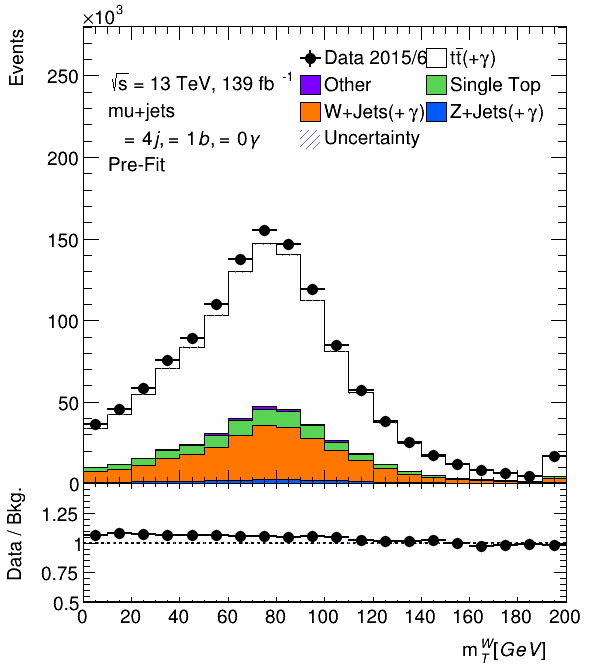 ×10³
Events
√s = 13 TeV, 139 fb⁻¹
mu+jets
= 4j, = 1b, = 0γ
Pre-Fit
Data 2015/6
tt̄(+γ)
Other
Single Top
W+Jets(+γ)
Z+Jets(+γ)
Uncertainty
250
200
150
100
50
0
Data / Bkg.
1.25
1
0.75
0.5
0 20 40 60 80 100 120 140 160 180 200
m_T^W[GeV]